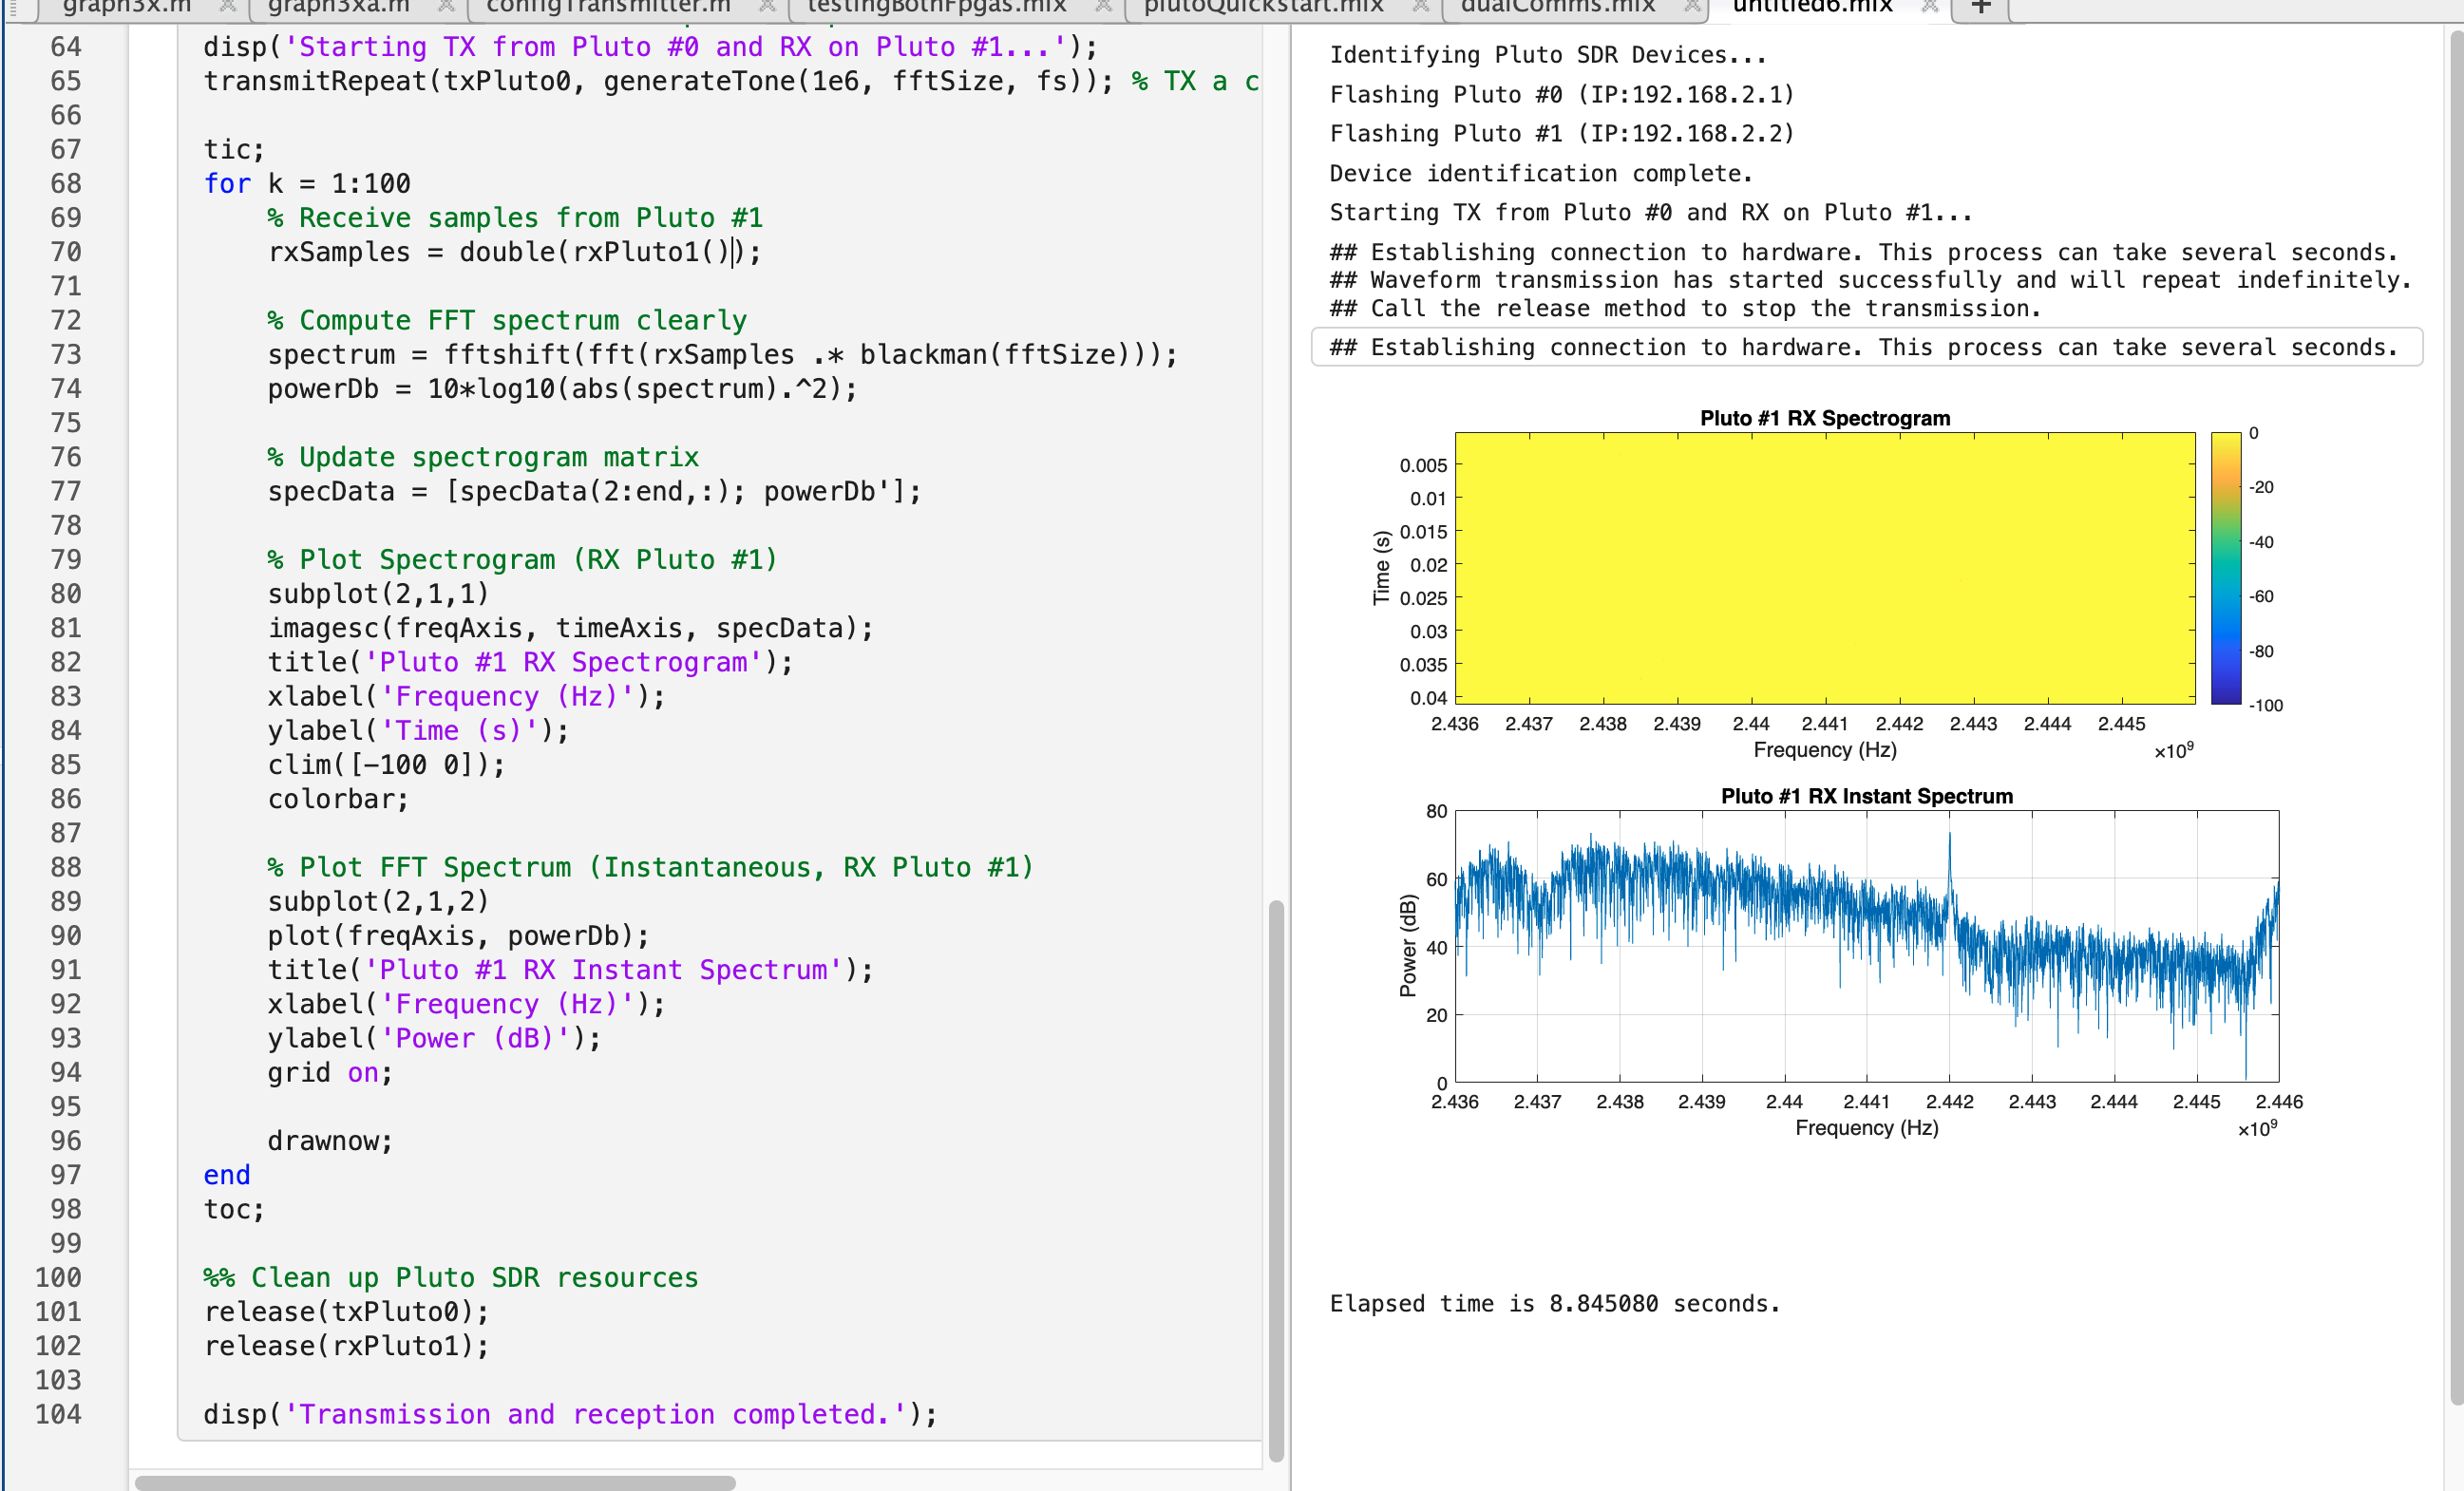 graph3x.m
graph3xa.m
configTransmitter.m
testingBothFpgas.mlx
plutoQuickstart.mlx
dualComms.mlx
untitled6.mlx
64 disp('Starting TX from Pluto #0 and RX on Pluto #1...');
65 transmitRepeat(txPluto0, generateTone(1e6, fftSize, fs)); % TX a c
66
67 tic;
68 for k = 1:100
69 % Receive samples from Pluto #1
70 rxSamples = double(rxPluto1());
71
72 % Compute FFT spectrum clearly
73 spectrum = fftshift(fft(rxSamples .* blackman(fftSize)));
74 powerDb = 10*log10(abs(spectrum).^2);
75
76 % Update spectrogram matrix
77 specData = [specData(2:end,:); powerDb'];
78
79 % Plot Spectrogram (RX Pluto #1)
80 subplot(2,1,1)
81 imagesc(freqAxis, timeAxis, specData);
82 title('Pluto #1 RX Spectrogram');
83 xlabel('Frequency (Hz)');
84 ylabel('Time (s)');
85 clim([-100 0]);
86 colorbar;
87
88 % Plot FFT Spectrum (Instantaneous, RX Pluto #1)
89 subplot(2,1,2)
90 plot(freqAxis, powerDb);
91 title('Pluto #1 RX Instant Spectrum');
92 xlabel('Frequency (Hz)');
93 ylabel('Power (dB)');
94 grid on;
95
96 drawnow;
97 end
98 toc;
99
100 %% Clean up Pluto SDR resources
101 release(txPluto0);
102 release(rxPluto1);
103
104 disp('Transmission and reception completed.');
Identifying Pluto SDR Devices...
Flashing Pluto #0 (IP:192.168.2.1)
Flashing Pluto #1 (IP:192.168.2.2)
Device identification complete.
Starting TX from Pluto #0 and RX on Pluto #1...
## Establishing connection to hardware. This process can take several seconds.
## Waveform transmission has started successfully and will repeat indefinitely.
## Call the release method to stop the transmission.
## Establishing connection to hardware. This process can take several seconds.
Pluto #1 RX Spectrogram
Time (s)
0.005
0.01
0.015
0.02
0.025
0.03
0.035
0.04
2.436 2.437 2.438 2.439 2.44 2.441 2.442 2.443 2.444 2.445
Frequency (Hz)
×10⁹
0
-20
-40
-60
-80
-100
Pluto #1 RX Instant Spectrum
Power (dB)
80
60
40
20
0
2.436 2.437 2.438 2.439 2.44 2.441 2.442 2.443 2.444 2.445 2.446
Frequency (Hz)
×10⁹
Elapsed time is 8.845080 seconds.